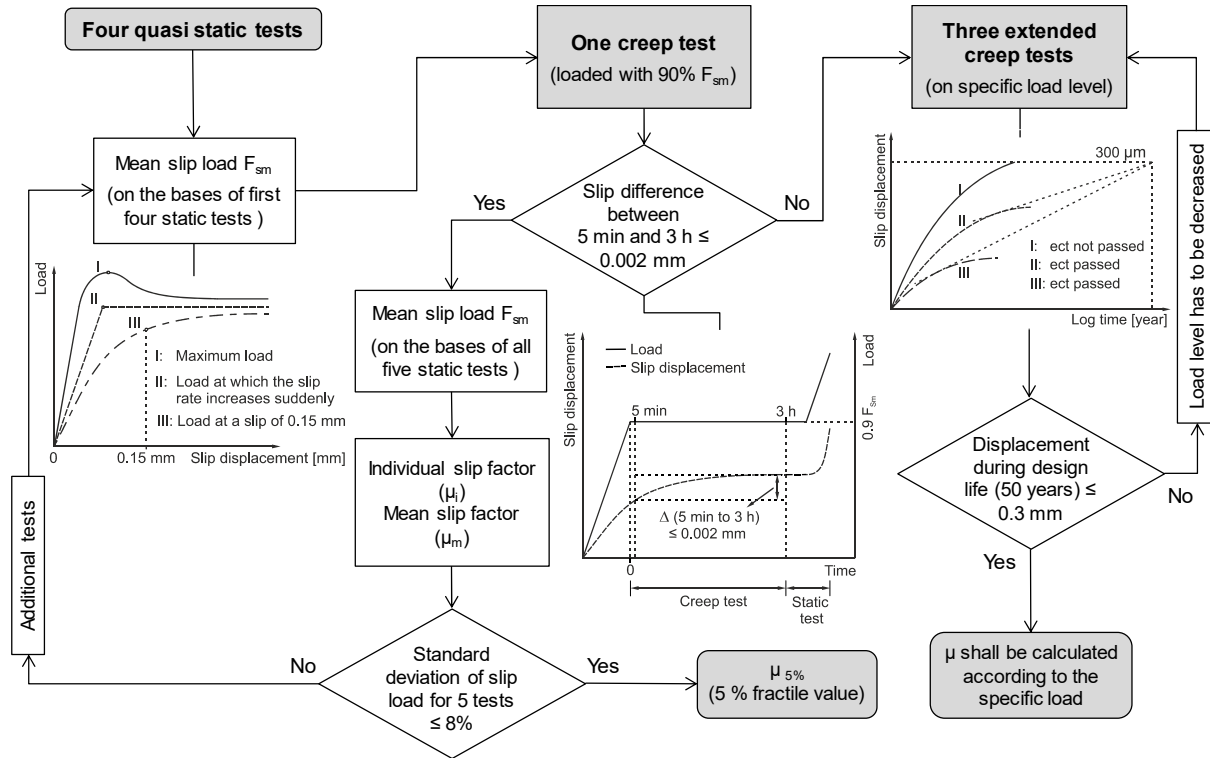 Four quasi static tests
Mean slip load Fsm
(on the bases of first
four static tests )
Load
I
II
III
I: Maximum load
II: Load at which the slip
rate increases suddenly
III: Load at a slip of 0.15 mm
0
0.15 mm
Slip displacement [mm]
Additional tests
One creep test
(loaded with 90% Fsm)
Slip difference
between
5 min and 3 h ≤
0.002 mm
Yes
No
Mean slip load Fsm
(on the bases of all
five static tests )
Individual slip factor
(μi)
Mean slip factor
(μm)
Standard
deviation of slip
load for 5 tests
≤ 8%
No
Yes
μ 5%
(5 % fractile value)
Slip displacement
Load
Slip displacement
Load
5 min
3 h
0.9 FSm
Δ (5 min to 3 h)
≤ 0.002 mm
0
Time
Creep test
Static
test
Three extended
creep tests
(on specific load level)
Slip displacement
300 μm
I
II
III
I: ect not passed
II: ect passed
III: ect passed
Log time [year]
Load level has to be decreased
Displacement
during design
life (50 years) ≤
0.3 mm
No
Yes
μ shall be calculated
according to the
specific load